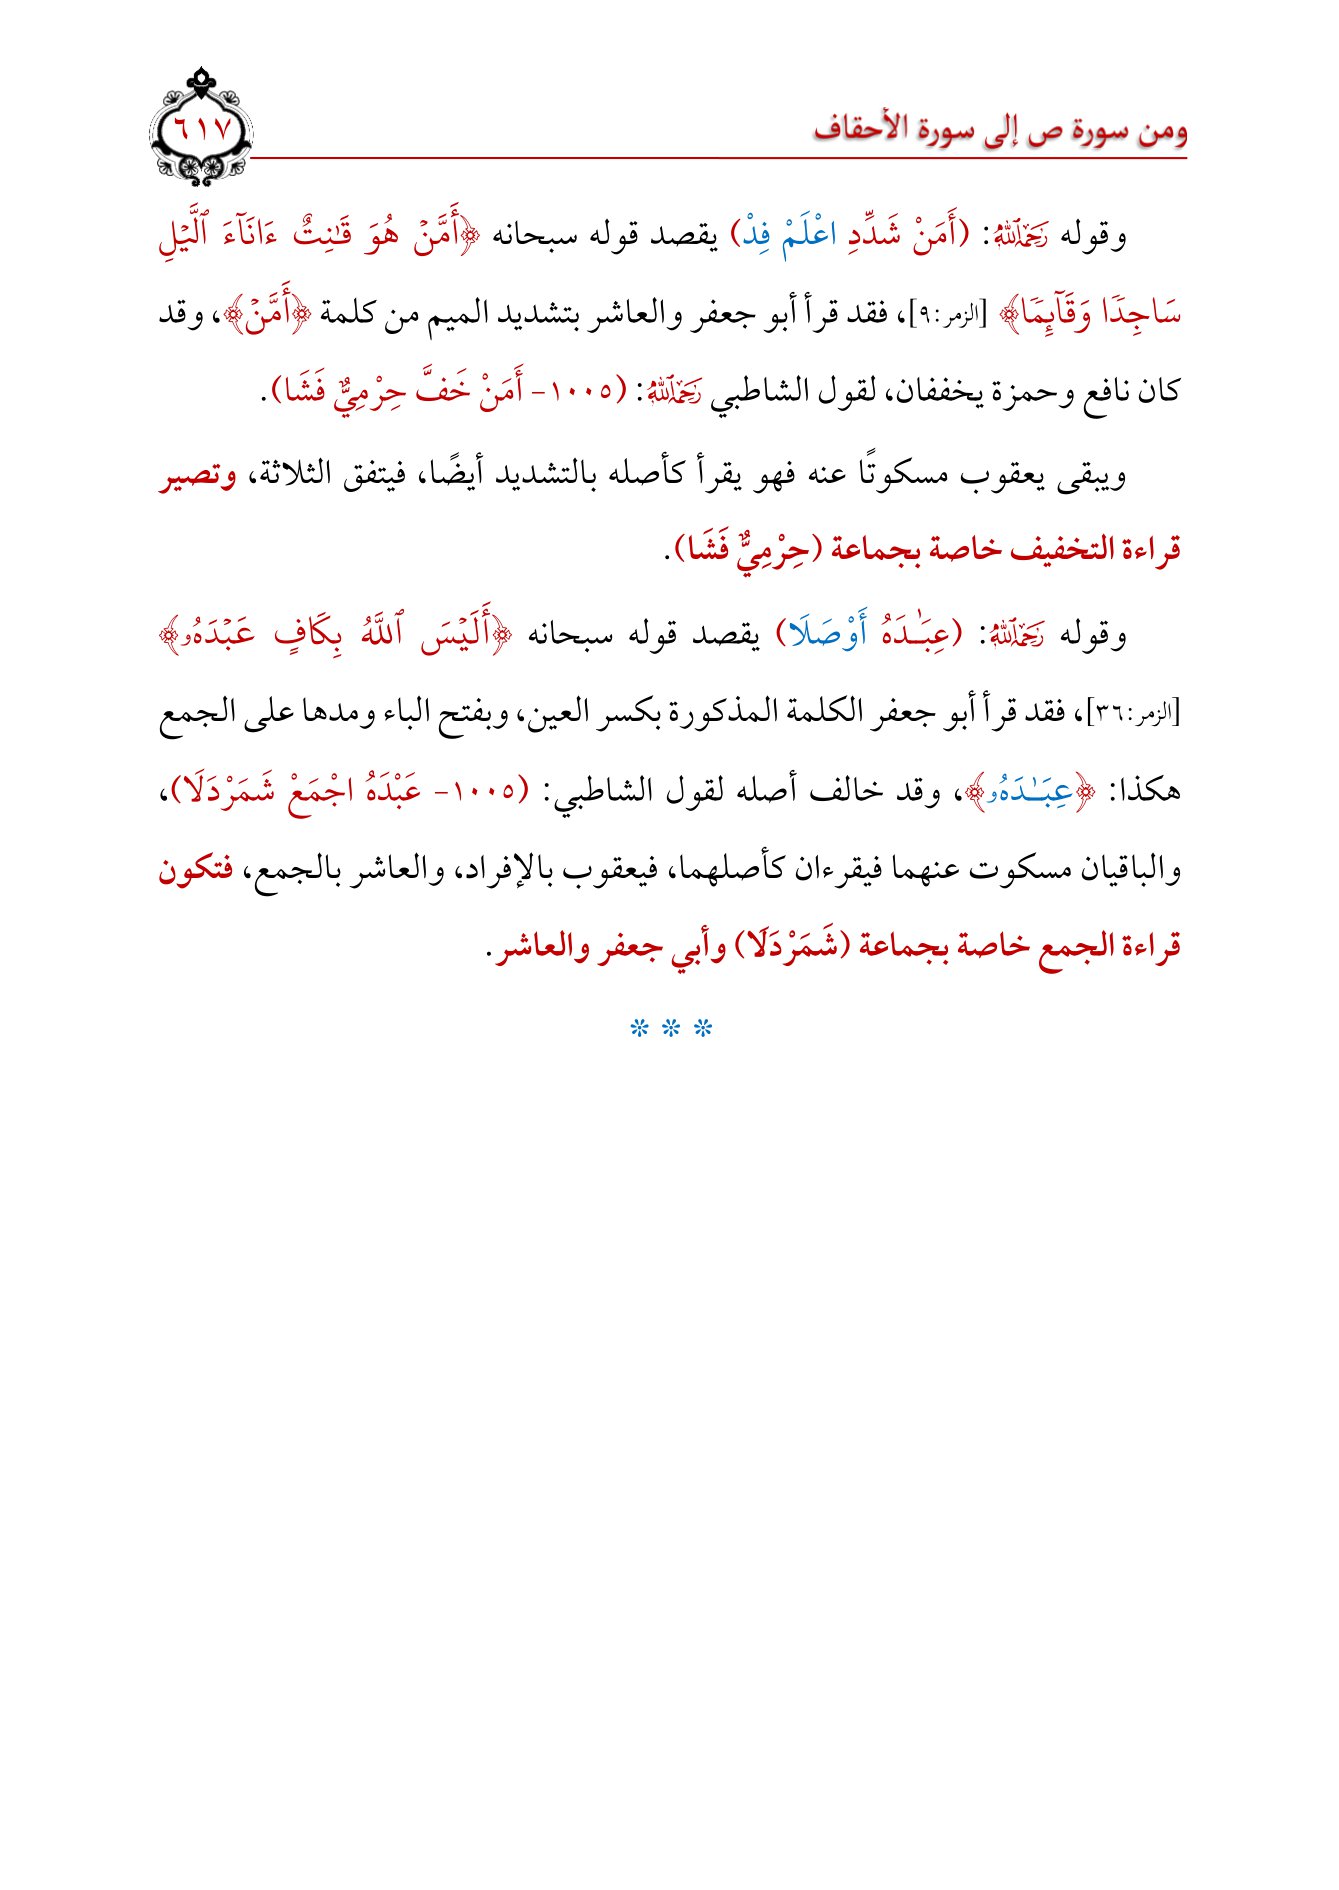 ومن سورة ص إلى سورة الأحقاف
٦١٧
وقوله رَحِمَهُ ٱللَّهُ: (أَمَنْ شَدِّدِ اعْلَمْ فِدْ) يقصد قوله سبحانه ﴿أَمَّنۡ هُوَ قَـٰنِتٌ ءَانَآءَ ٱلَّيۡلِ
سَاجِدٗا وَقَآئِمٗا﴾ [الزمر:٩]، فقد قرأ أبو جعفر والعاشر بتشديد الميم من كلمة ﴿أَمَّنۡ﴾، وقد
كان نافع وحمزة يخففان، لقول الشاطبي رَحِمَهُ ٱللَّهُ: (١٠٠٥- أَمَنْ خَفَّ حِرْمِيٌّ فَشَا).
ويبقى يعقوب مسكوتًا عنه فهو يقرأ كأصله بالتشديد أيضًا، فيتفق الثلاثة، وتصير
قراءة التخفيف خاصة بجماعة (حِرْمِيٌّ فَشَا).
وقوله رَحِمَهُ ٱللَّهُ: (عِبَـٰدَهُ أَوْصَلَا) يقصد قوله سبحانه ﴿أَلَيۡسَ ٱللَّهُ بِكَافٍ عَبۡدَهُۥ﴾
[الزمر:٣٦]، فقد قرأ أبو جعفر الكلمة المذكورة بكسر العين، وبفتح الباء ومدها على الجمع
هكذا: ﴿عِبَـٰدَهُۥ﴾، وقد خالف أصله لقول الشاطبي: (١٠٠٥- عَبْدَهُ اجْمَعْ شَمَرْدَلَا)،
والباقيان مسكوت عنهما فيقرءان كأصلهما، فيعقوب بالإفراد، والعاشر بالجمع، فتكون
قراءة الجمع خاصة بجماعة (شَمَرْدَلَا) وأبي جعفر والعاشر.